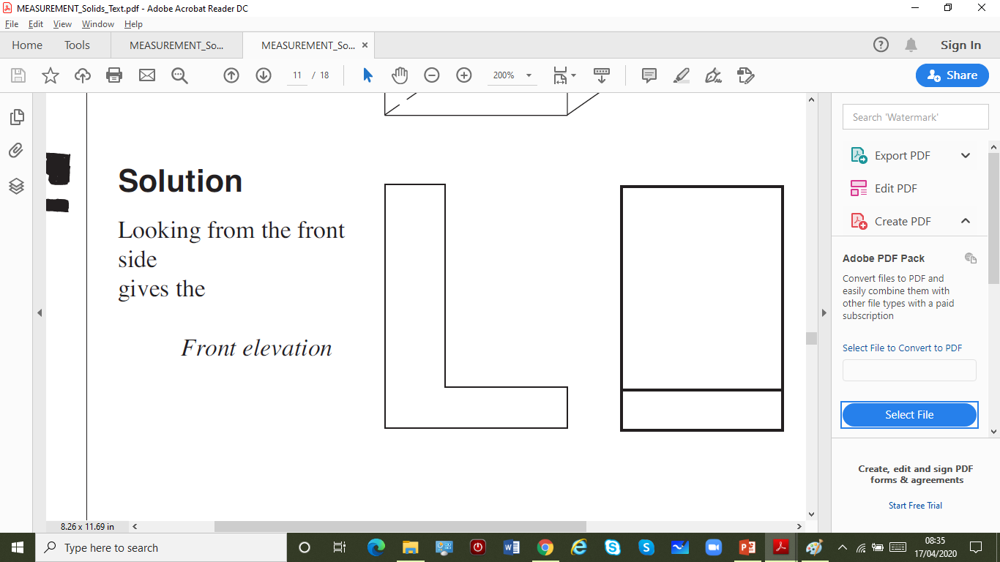 MEASUREMENT_Solids_Text.pdf - Adobe Acrobat Reader DC
File Edit View Window Help
Home Tools MEASUREMENT_So... MEASUREMENT_So... × Sign In
11 / 18 200% Share
Solution
Looking from the front
side
gives the
Front elevation
Search 'Watermark'
Export PDF
Edit PDF
Create PDF
Adobe PDF Pack
Convert files to PDF and
easily combine them with
other file types with a paid
subscription
Select File to Convert to PDF
Select File
Create, edit and sign PDF
forms & agreements
Start Free Trial
8.26 x 11.69 in
Type here to search
08:35
17/04/2020